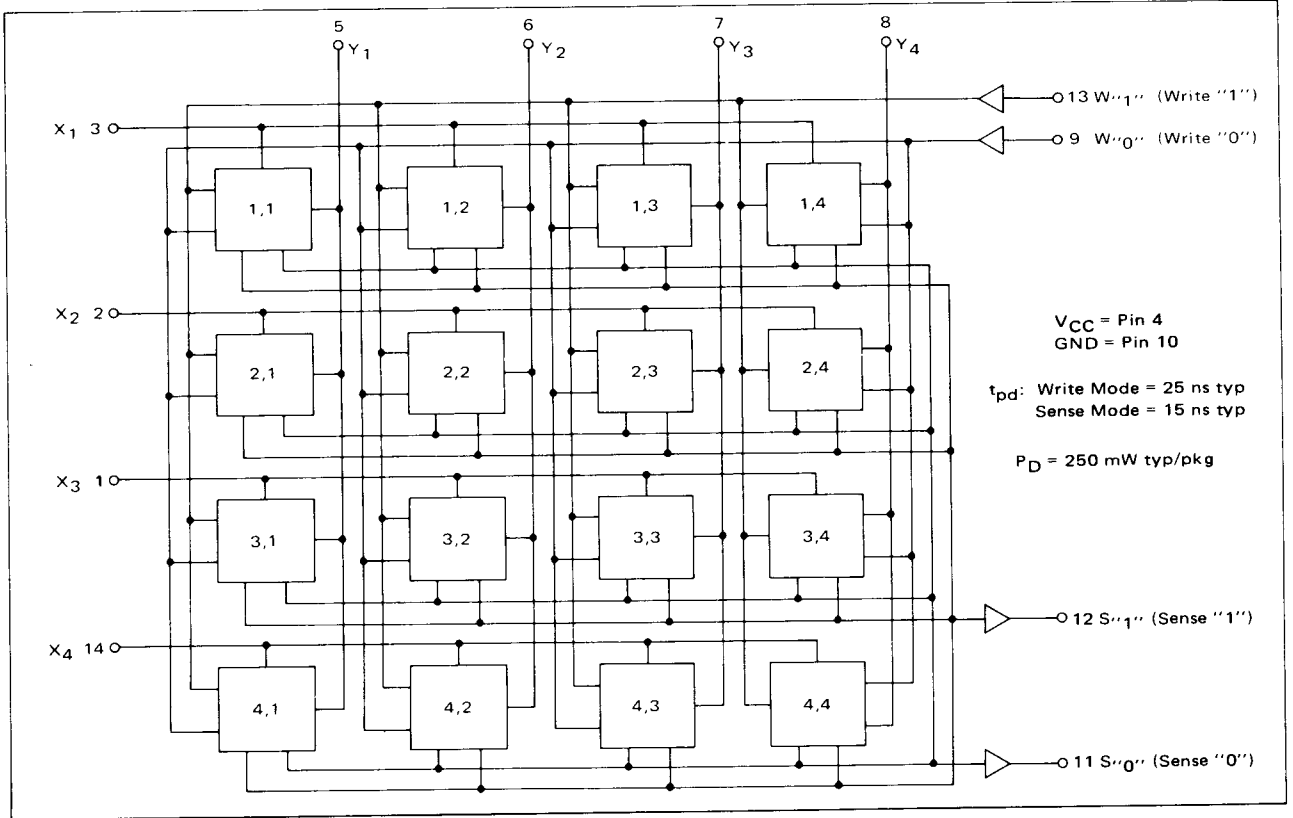 5 6 7 8
Y1 Y2 Y3 Y4
13 W"1" (Write "1")
X1 3
9 W"0" (Write "0")
1,1 1,2 1,3 1,4
X2 2
VCC = Pin 4
GND = Pin 10
2,1 2,2 2,3 2,4
tpd: Write Mode = 25 ns typ
Sense Mode = 15 ns typ
PD = 250 mW typ/pkg
X3 1
3,1 3,2 3,3 3,4
12 S"1" (Sense "1")
X4 14
4,1 4,2 4,3 4,4
11 S"0" (Sense "0")